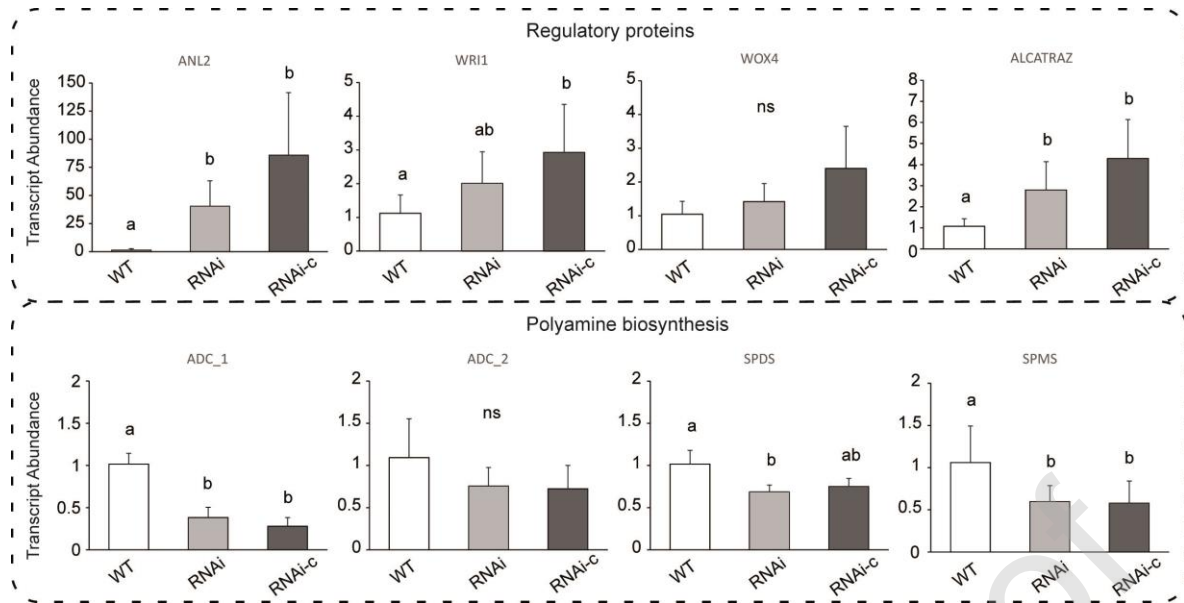 Regulatory proteins
ANL2
WRI1
WOX4
ALCATRAZ
Transcript Abundance
150
125
100
75
50
25
0
a
b
b
WT
RNAi
RNAi-c
5
4
3
2
1
0
a
ab
b
WT
RNAi
RNAi-c
5
4
3
2
1
0
ns
WT
RNAi
RNAi-c
8
7
6
5
4
3
2
1
0
a
b
b
WT
RNAi
RNAi-c
Polyamine biosynthesis
ADC_1
ADC_2
SPDS
SPMS
Transcript Abundance
2
1.5
1
0.5
0
a
b
b
WT
RNAi
RNAi-c
2
1.5
1
0.5
0
ns
WT
RNAi
RNAi-c
2
1.5
1
0.5
0
a
b
ab
WT
RNAi
RNAi-c
2
1.5
1
0.5
0
a
b
b
WT
RNAi
RNAi-c